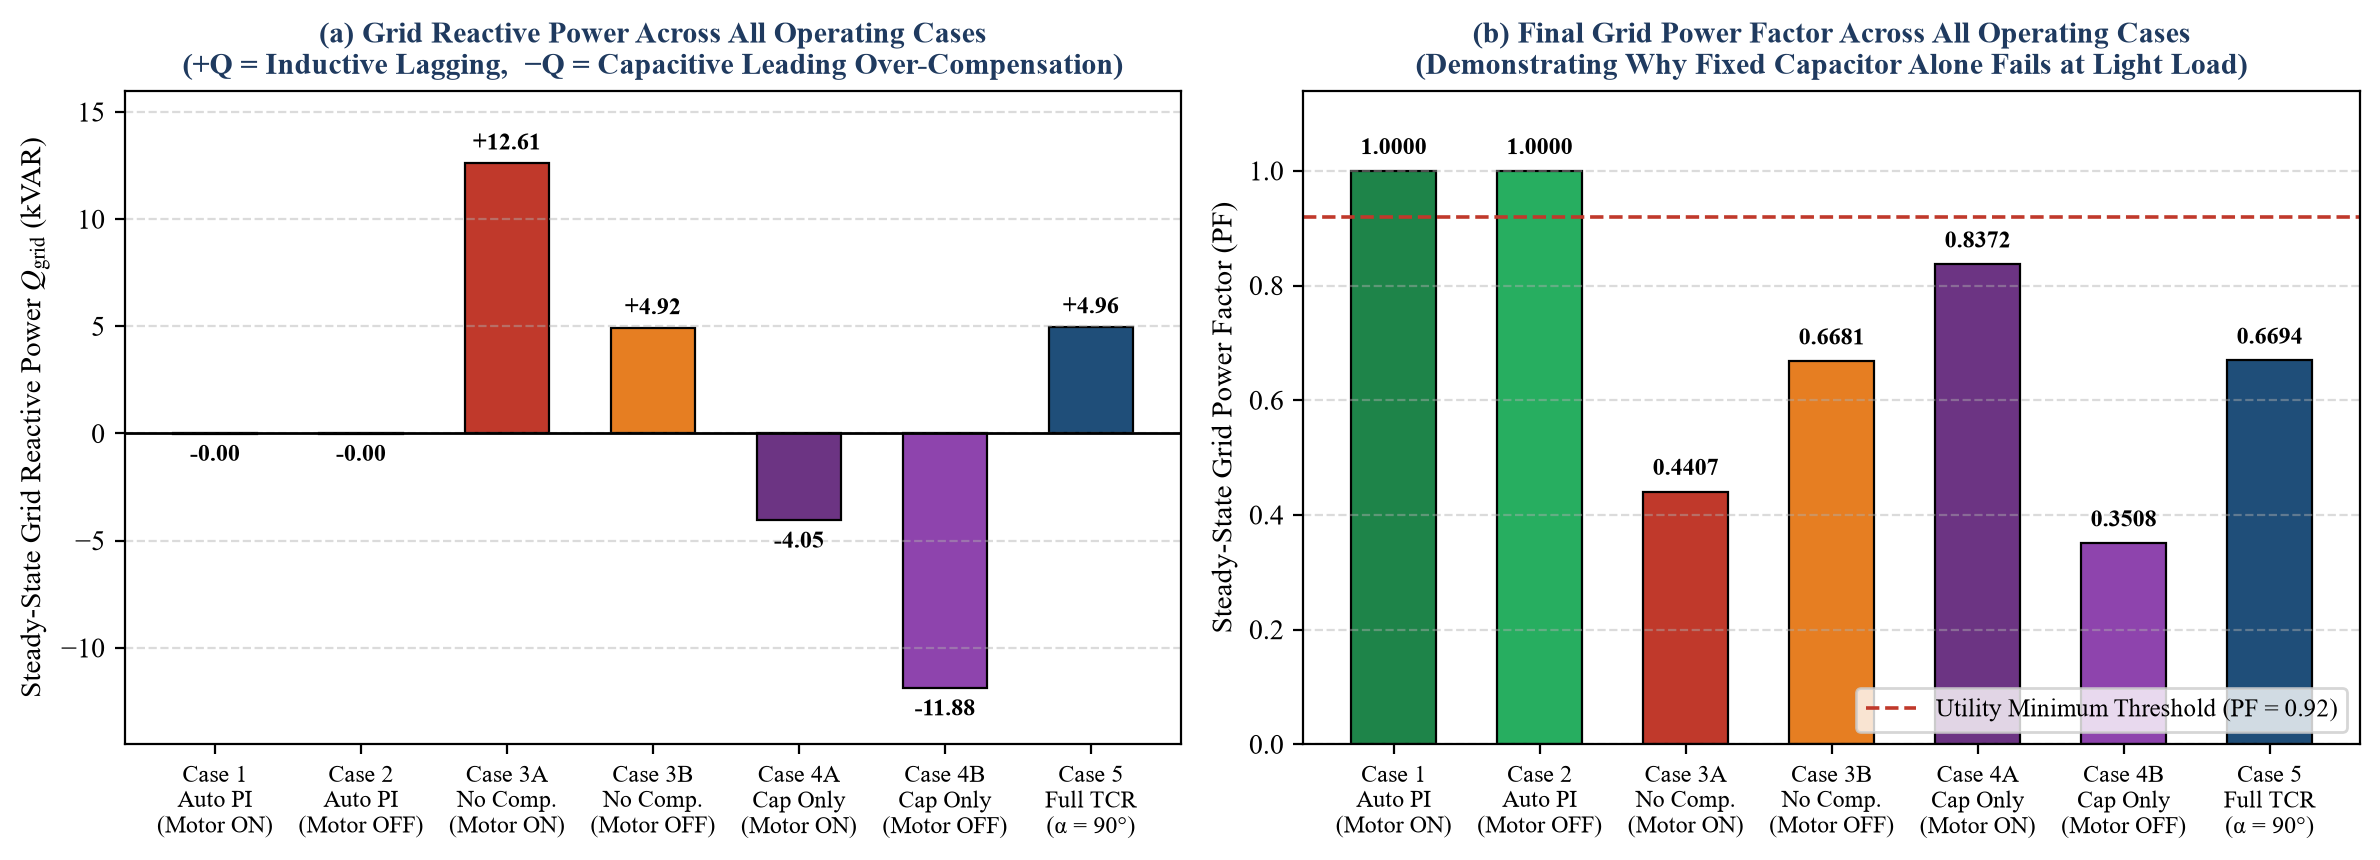 (a) Grid Reactive Power Across All Operating Cases
(+Q = Inductive Lagging, −Q = Capacitive Leading Over-Compensation)
Steady-State Grid Reactive Power Qgrid (kVAR)
15
10
5
0
−5
−10
+12.61
+4.92
+4.96
-0.00
-0.00
-4.05
-11.88
Case 1
Auto PI
(Motor ON)
Case 2
Auto PI
(Motor OFF)
Case 3A
No Comp.
(Motor ON)
Case 3B
No Comp.
(Motor OFF)
Case 4A
Cap Only
(Motor ON)
Case 4B
Cap Only
(Motor OFF)
Case 5
Full TCR
(α = 90°)
(b) Final Grid Power Factor Across All Operating Cases
(Demonstrating Why Fixed Capacitor Alone Fails at Light Load)
Steady-State Grid Power Factor (PF)
1.0
0.8
0.6
0.4
0.2
0.0
1.0000
1.0000
0.4407
0.6681
0.8372
0.3508
0.6694
Utility Minimum Threshold (PF = 0.92)
Case 1
Auto PI
(Motor ON)
Case 2
Auto PI
(Motor OFF)
Case 3A
No Comp.
(Motor ON)
Case 3B
No Comp.
(Motor OFF)
Case 4A
Cap Only
(Motor ON)
Case 4B
Cap Only
(Motor OFF)
Case 5
Full TCR
(α = 90°)